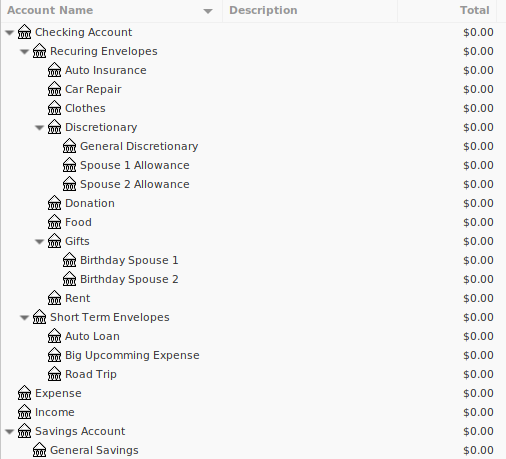 Account Name Description Total
Checking Account $0.00
Recuring Envelopes $0.00
Auto Insurance $0.00
Car Repair $0.00
Clothes $0.00
Discretionary $0.00
General Discretionary $0.00
Spouse 1 Allowance $0.00
Spouse 2 Allowance $0.00
Donation $0.00
Food $0.00
Gifts $0.00
Birthday Spouse 1 $0.00
Birthday Spouse 2 $0.00
Rent $0.00
Short Term Envelopes $0.00
Auto Loan $0.00
Big Upcomming Expense $0.00
Road Trip $0.00
Expense $0.00
Income $0.00
Savings Account $0.00
General Savings $0.00